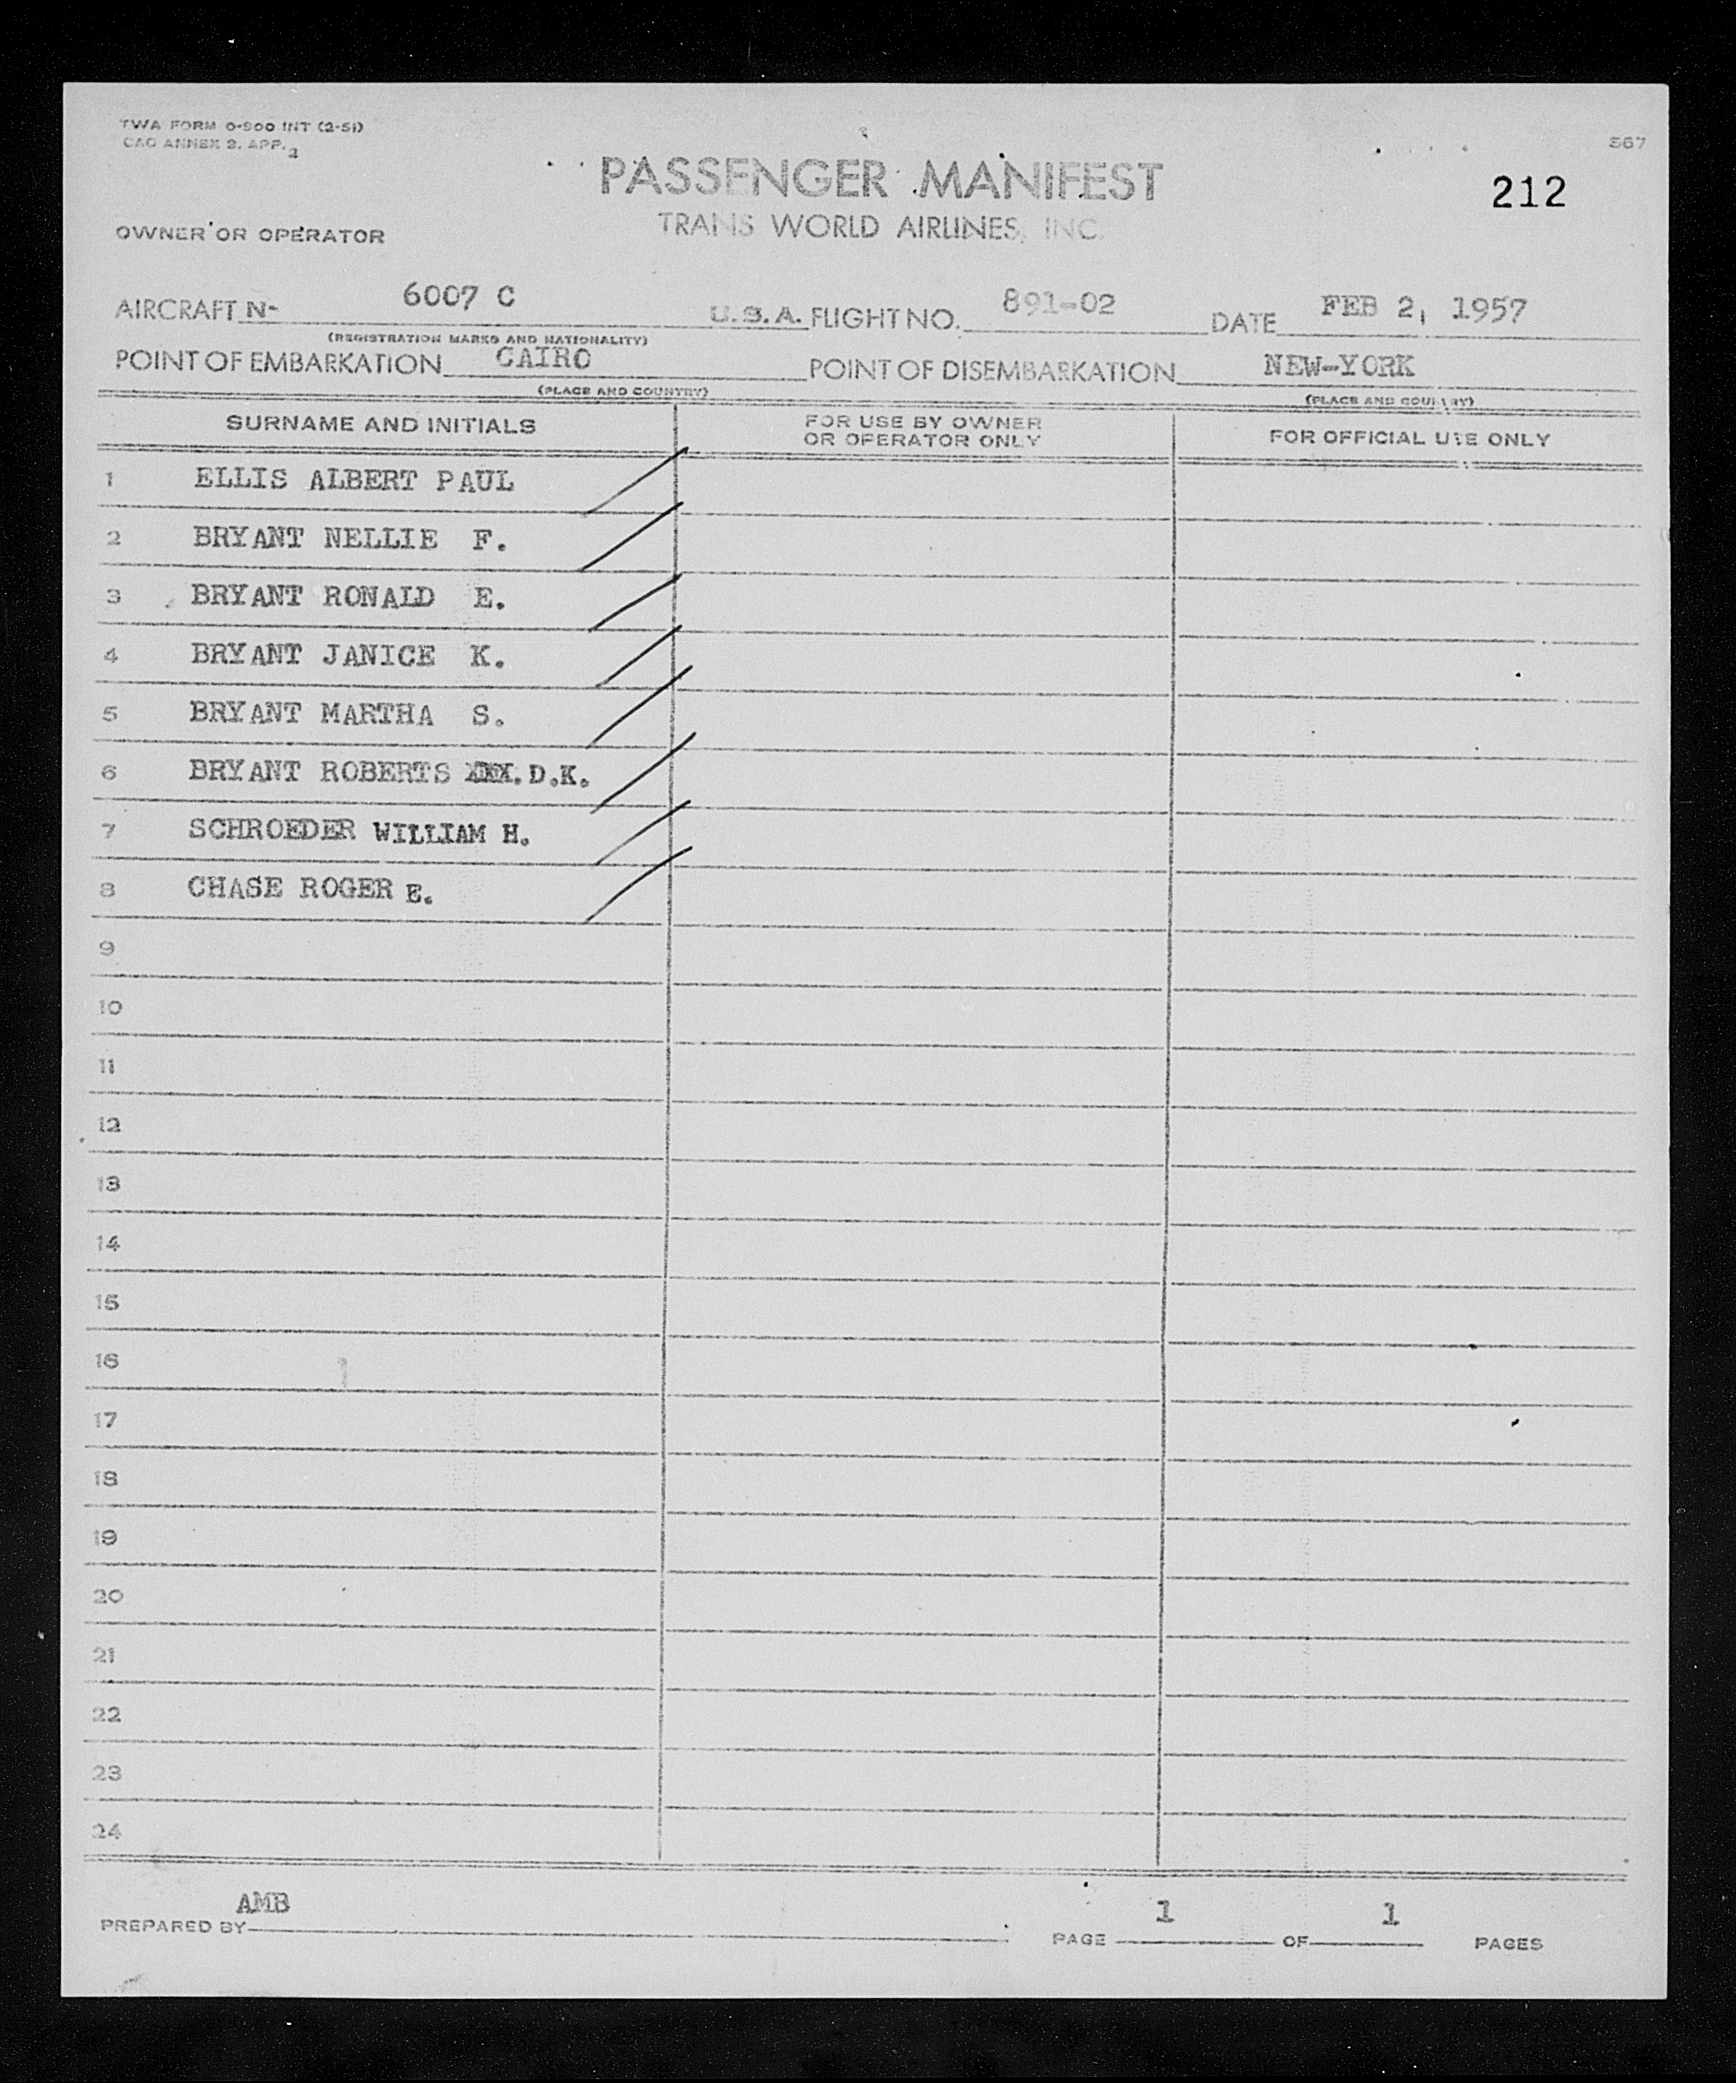 TWA FORM 0-900 INT (2-51)
CAO ANNEX 9, APP. 2
567
PASSENGER MANIFEST
212
TRANS WORLD AIRLINES, INC.
OWNER OR OPERATOR
AIRCRAFT N- 6007 C U.S.A. FLIGHT NO. 891-02 DATE FEB 2, 1957
(REGISTRATION MARKS AND NATIONALITY)
POINT OF EMBARKATION CAIRO POINT OF DISEMBARKATION NEW-YORK
(PLACE AND COUNTRY) (PLACE AND COUNTRY)
SURNAME AND INITIALS FOR USE BY OWNER OR OPERATOR ONLY FOR OFFICIAL USE ONLY
1 ELLIS ALBERT PAUL
2 BRYANT NELLIE F.
3 BRYANT RONALD E.
4 BRYANT JANICE K.
5 BRYANT MARTHA S.
6 BRYANT ROBERTS D.K.
7 SCHROEDER WILLIAM H.
8 CHASE ROGER E.
9
10
11
12
13
14
15
16
17
18
19
20
21
22
23
24
PREPARED BY AMB PAGE 1 OF 1 PAGES